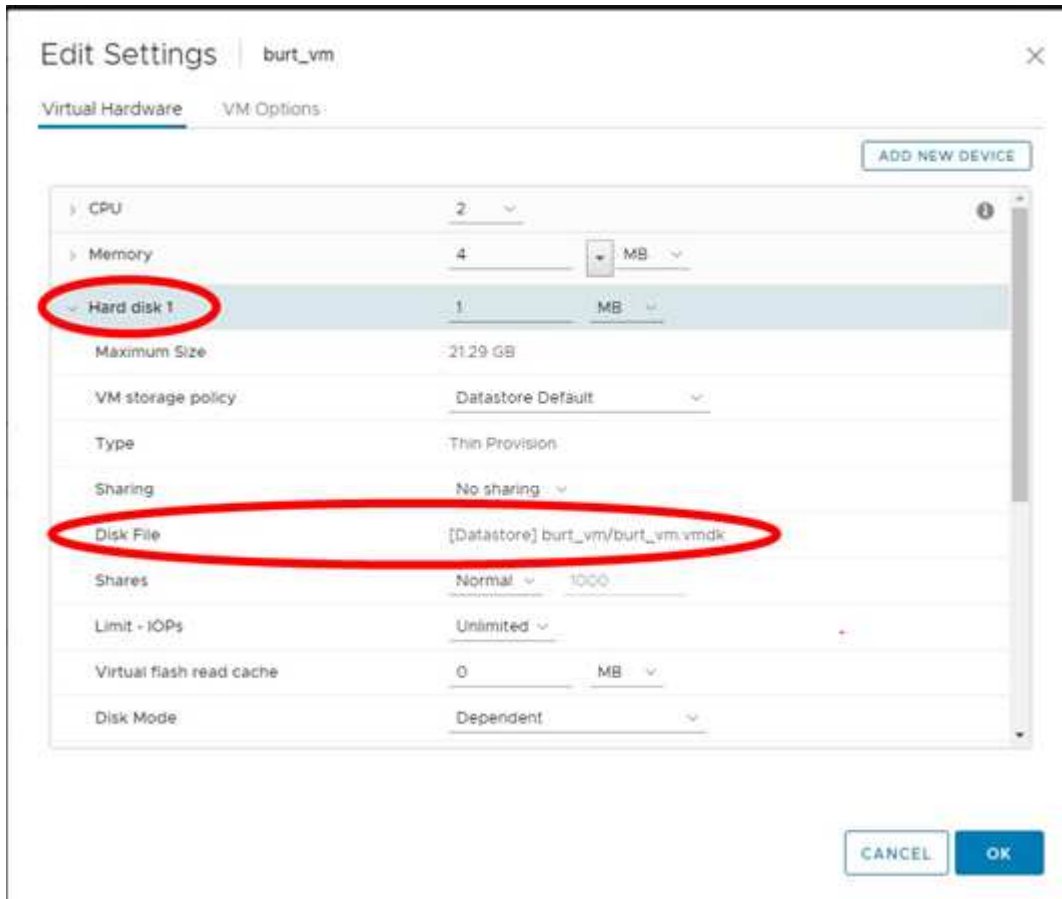 Edit Settings burt_vm
Virtual Hardware VM Options
ADD NEW DEVICE
CPU 2
Memory 4 MB
Hard disk 1 1 MB
Maximum Size 21.29 GB
VM storage policy Datastore Default
Type Thin Provision
Sharing No sharing
Disk File [Datastore] burt_vm/burt_vm.vmdk
Shares Normal 1000
Limit - IOPs Unlimited
Virtual flash read cache 0 MB
Disk Mode Dependent
CANCEL OK